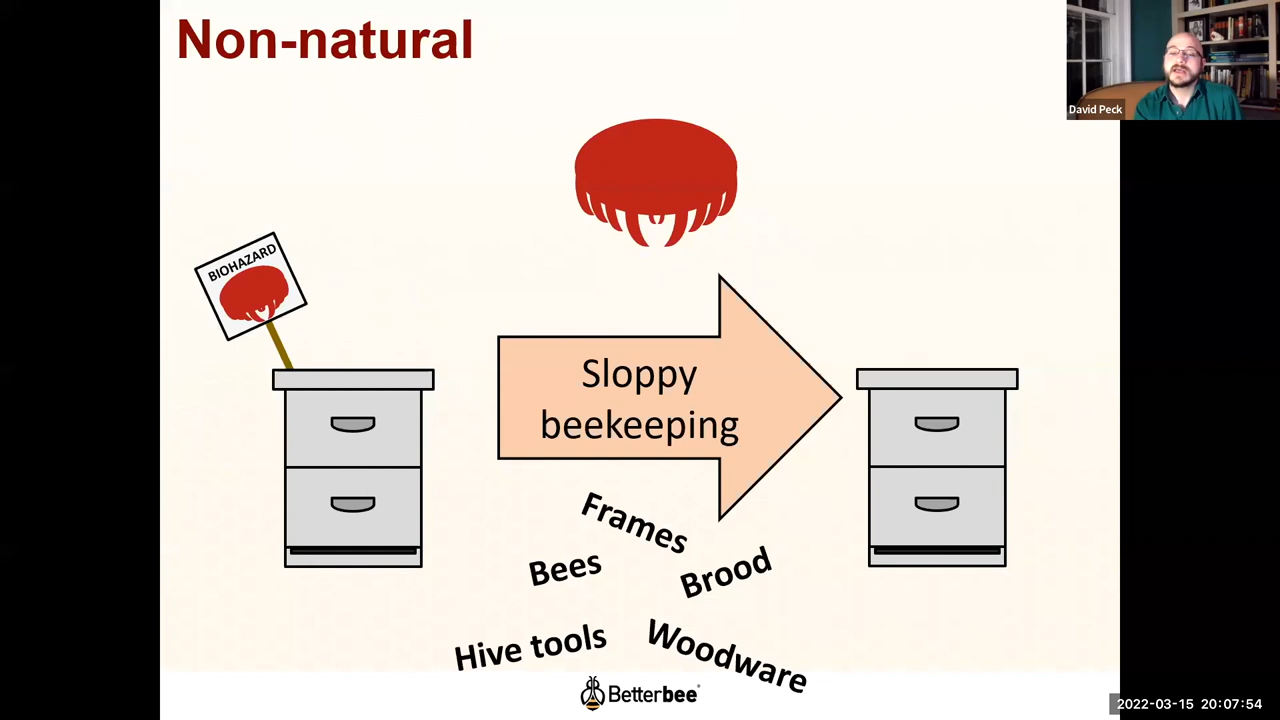 Non-natural
David Peck
BIOHAZARD
Sloppy
beekeeping
Frames
Bees
Brood
Hive tools
Woodware
Betterbee®
2022-03-15 20:07:54